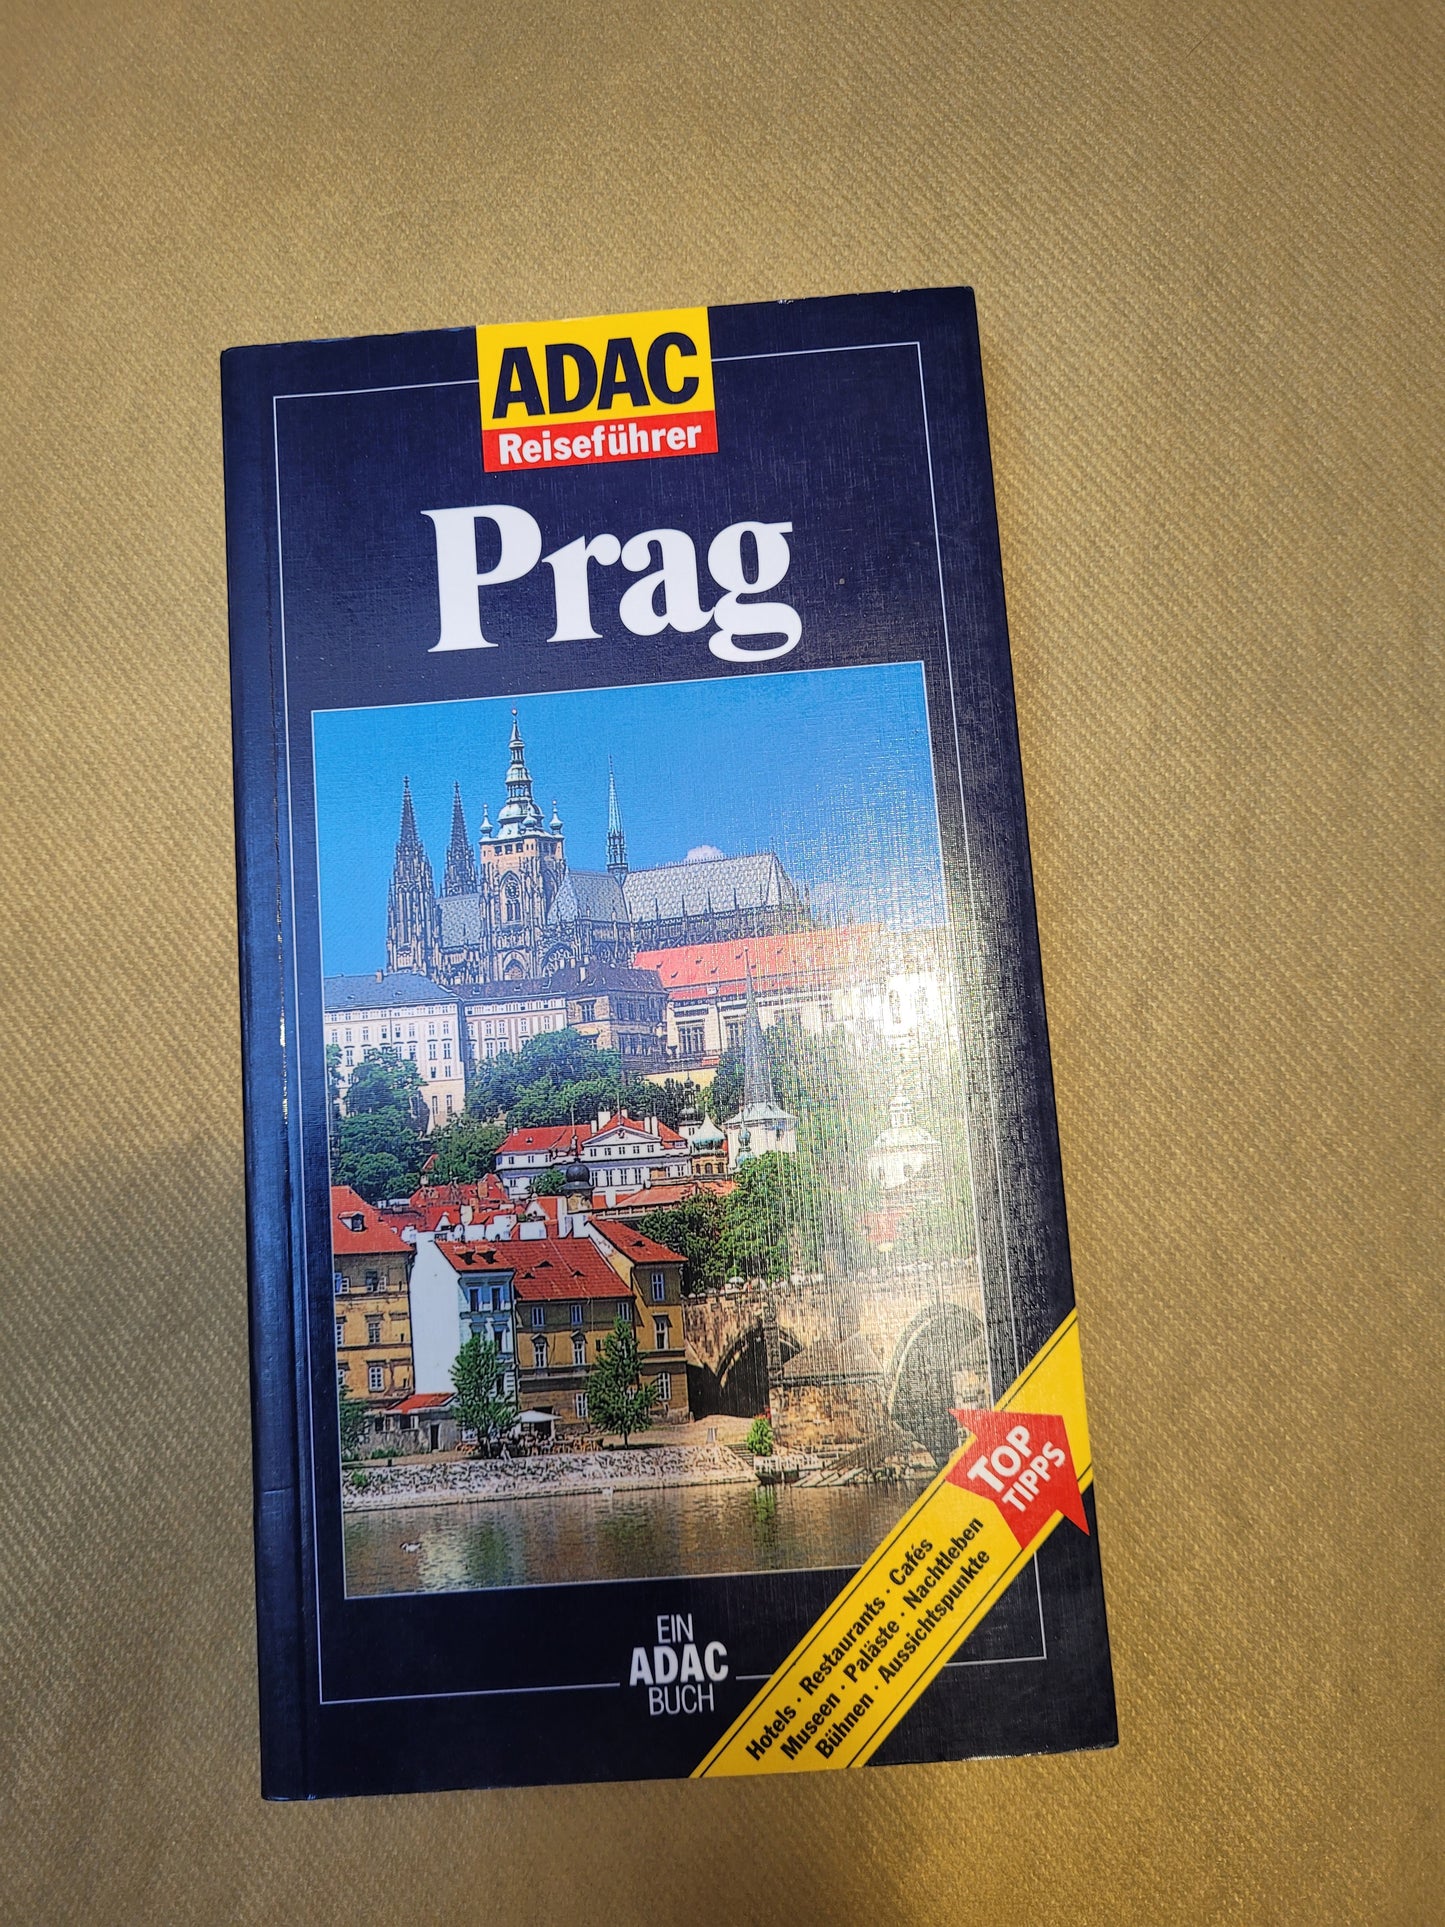 ADAC
Reiseführer
Prag
TOP
TIPPS
Hotels · Restaurants · Cafés
Museen · Paläste · Nachtleben
Bühnen · Aussichtspunkte
EIN
ADAC
BUCH